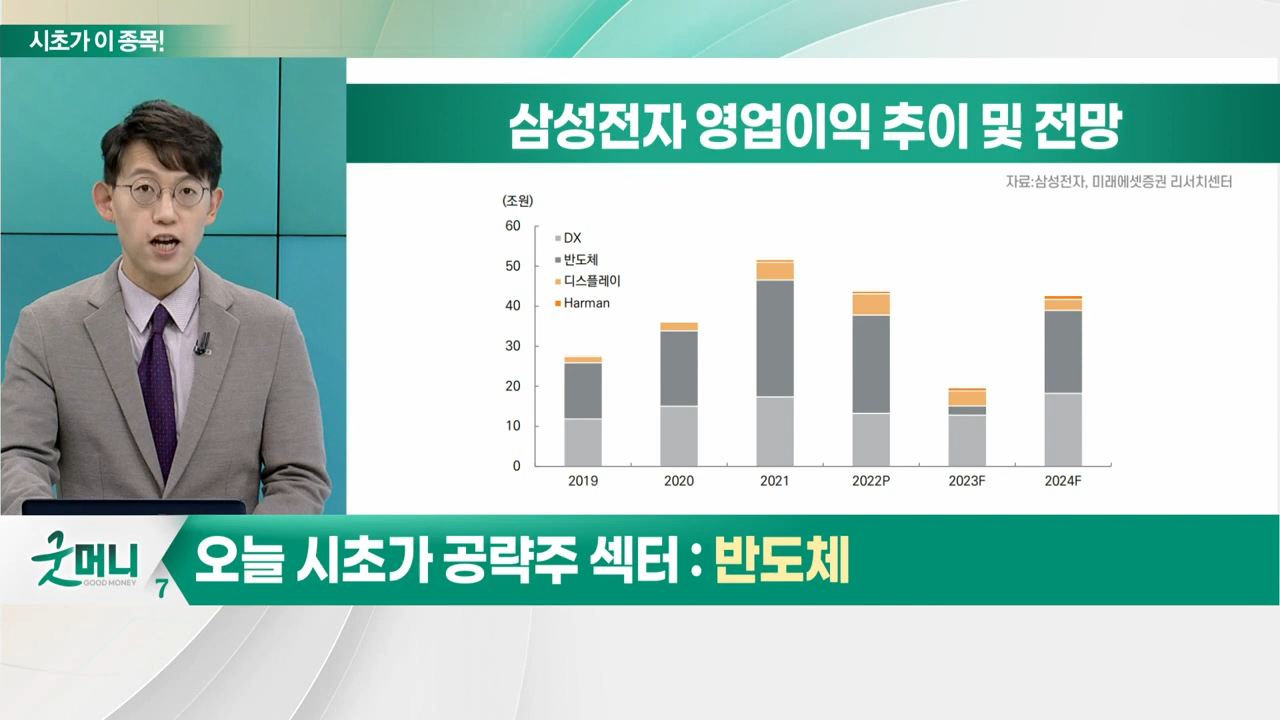 시초가 이 종목!
삼성전자 영업이익 추이 및 전망
자료:삼성전자, 미래에셋증권 리서치센터
(조원)
60
50
40
30
20
10
0
DX
반도체
디스플레이
Harman
2019 2020 2021 2022P 2023F 2024F
굿머니
GOOD MONEY
7
오늘 시초가 공략주 섹터 : 반도체